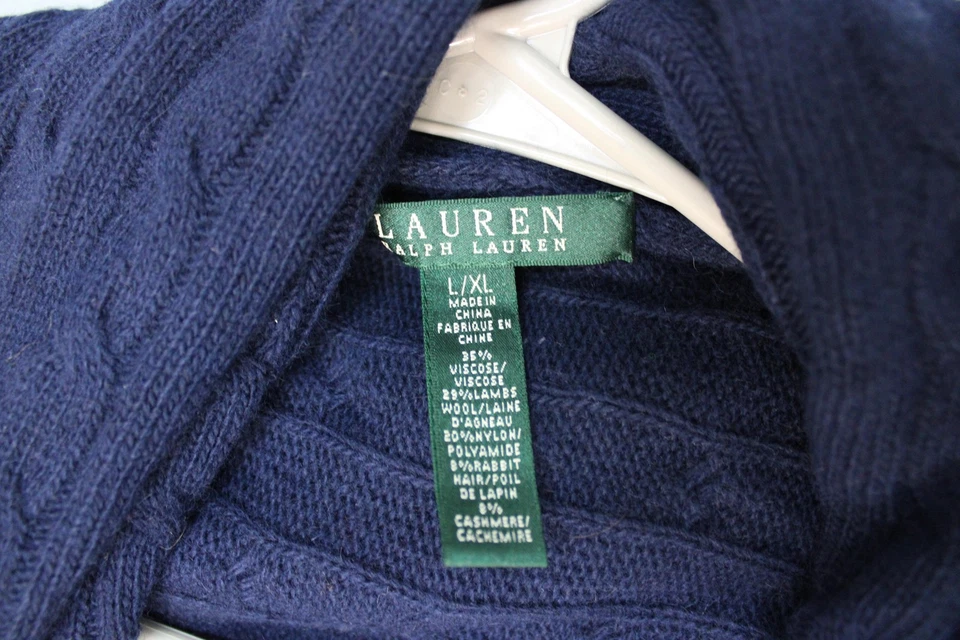 LAUREN
RALPH LAUREN
L/XL
MADE IN
CHINA
FABRIQUE EN
CHINE
35%
VISCOSE/
VISCOSE
29%LAMBS
WOOL/LAINE
D'AGNEAU
20%NYLON/
POLYAMIDE
8%RABBIT
HAIR/POIL
DE LAPIN
8%
CASHMERE/
CACHEMIRE